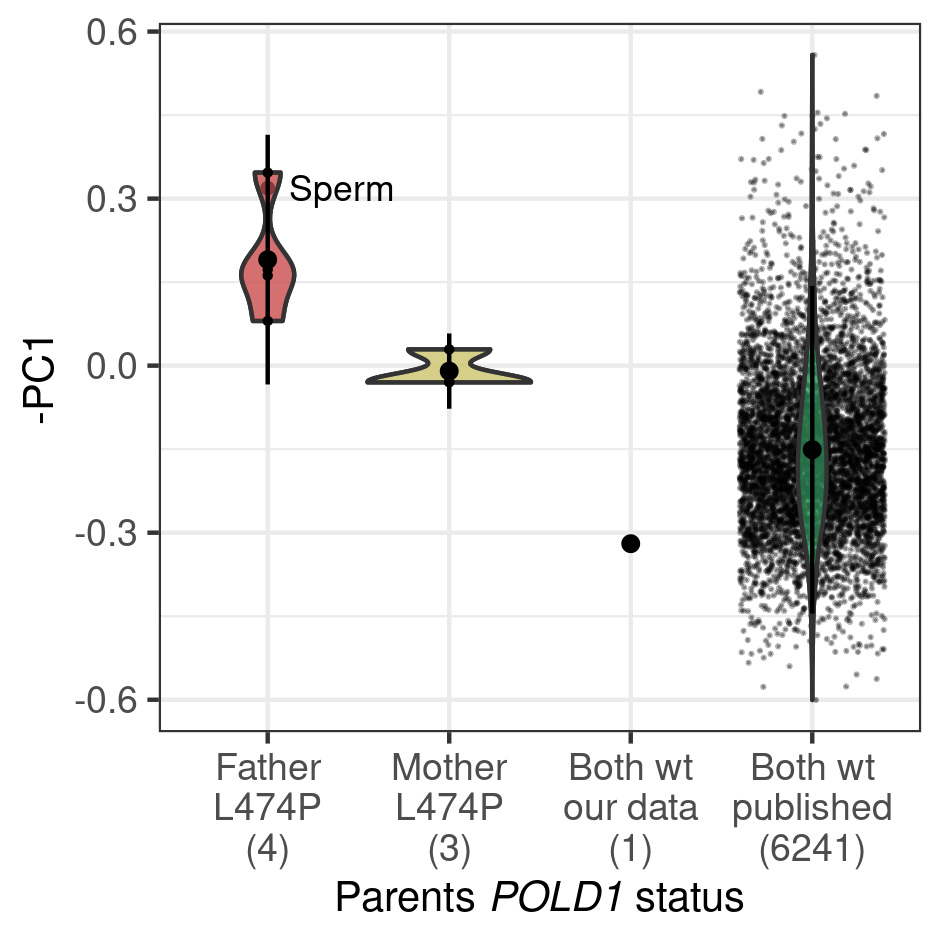 0.6
0.3
0.0
-0.3
-0.6
-PC1
Sperm
Father
L474P
(4)
Mother
L474P
(3)
Both wt
our data
(1)
Both wt
published
(6241)
Parents POLD1 status